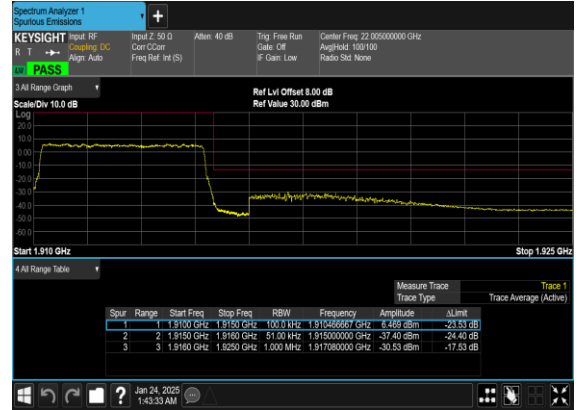 Spectrum Analyzer 1
Spurious Emissions
+
KEYSIGHT Input: RF Input Z: 50 Ω Atten: 40 dB Trig: Free Run Center Freq: 22.005000000 GHz
R T Coupling: DC Corr CCorr Gate: Off Avg|Hold: 100/100
Align: Auto Freq Ref: Int (S) IF Gain: Low Radio Std: None
PASS
3 All Range Graph
Ref Lvl Offset 8.00 dB
Scale/Div 10.0 dB Ref Value 30.00 dBm
Log
20.0
10.0
0.00
-10.0
-20.0
-30.0
-40.0
-50.0
-60.0
Start 1.910 GHz Stop 1.925 GHz
4 All Range Table
Measure Trace Trace 1
Trace Type Trace Average (Active)
Spur Range Start Freq Stop Freq RBW Frequency Amplitude ΔLimit
1 1 1.9100 GHz 1.9150 GHz 100.0 kHz 1.910466667 GHz 6.469 dBm -23.53 dB
2 2 1.9150 GHz 1.9160 GHz 51.00 kHz 1.915000000 GHz -37.40 dBm -24.40 dB
3 3 1.9160 GHz 1.9250 GHz 1.000 MHz 1.917080000 GHz -30.53 dBm -17.53 dB
? Jan 24, 2025
1:43:33 AM